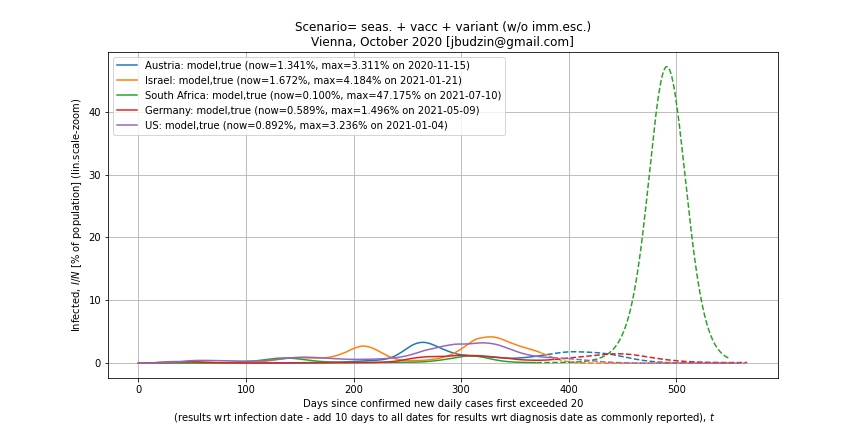 Scenario= seas. + vacc + variant (w/o imm.esc.)
Vienna, October 2020 [jbudzin@gmail.com]
Austria: model,true (now=1.341%, max=3.311% on 2020-11-15)
Israel: model,true (now=1.672%, max=4.184% on 2021-01-21)
South Africa: model,true (now=0.100%, max=47.175% on 2021-07-10)
Germany: model,true (now=0.589%, max=1.496% on 2021-05-09)
US: model,true (now=0.892%, max=3.236% on 2021-01-04)
Infected, I/N [% of population] (lin.scale-zoom)
40
30
20
10
0
0 100 200 300 400 500
Days since confirmed new daily cases first exceeded 20
(results wrt infection date - add 10 days to all dates for results wrt diagnosis date as commonly reported), t